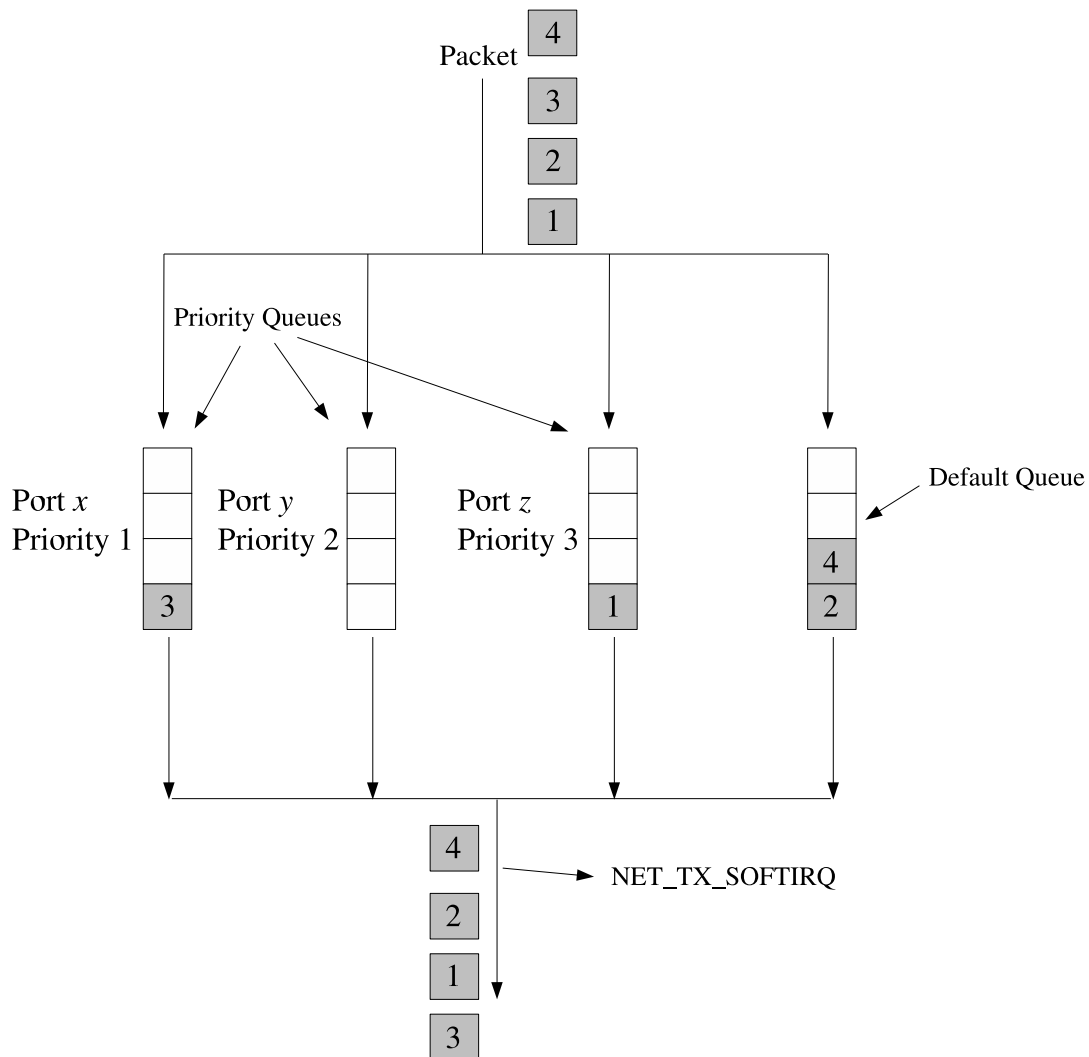 4
Packet
3
2
1
Priority Queues
Port x
Priority 1
Port y
Priority 2
Port z
Priority 3
Default Queue
4
3
1
2
4
NET_TX_SOFTIRQ
2
1
3